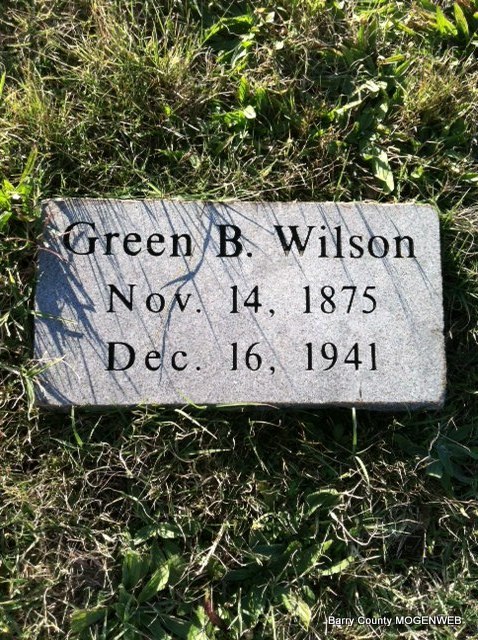 Green B. Wilson
Nov. 14, 1875
Dec. 16, 1941
Barry County MOGENWEB